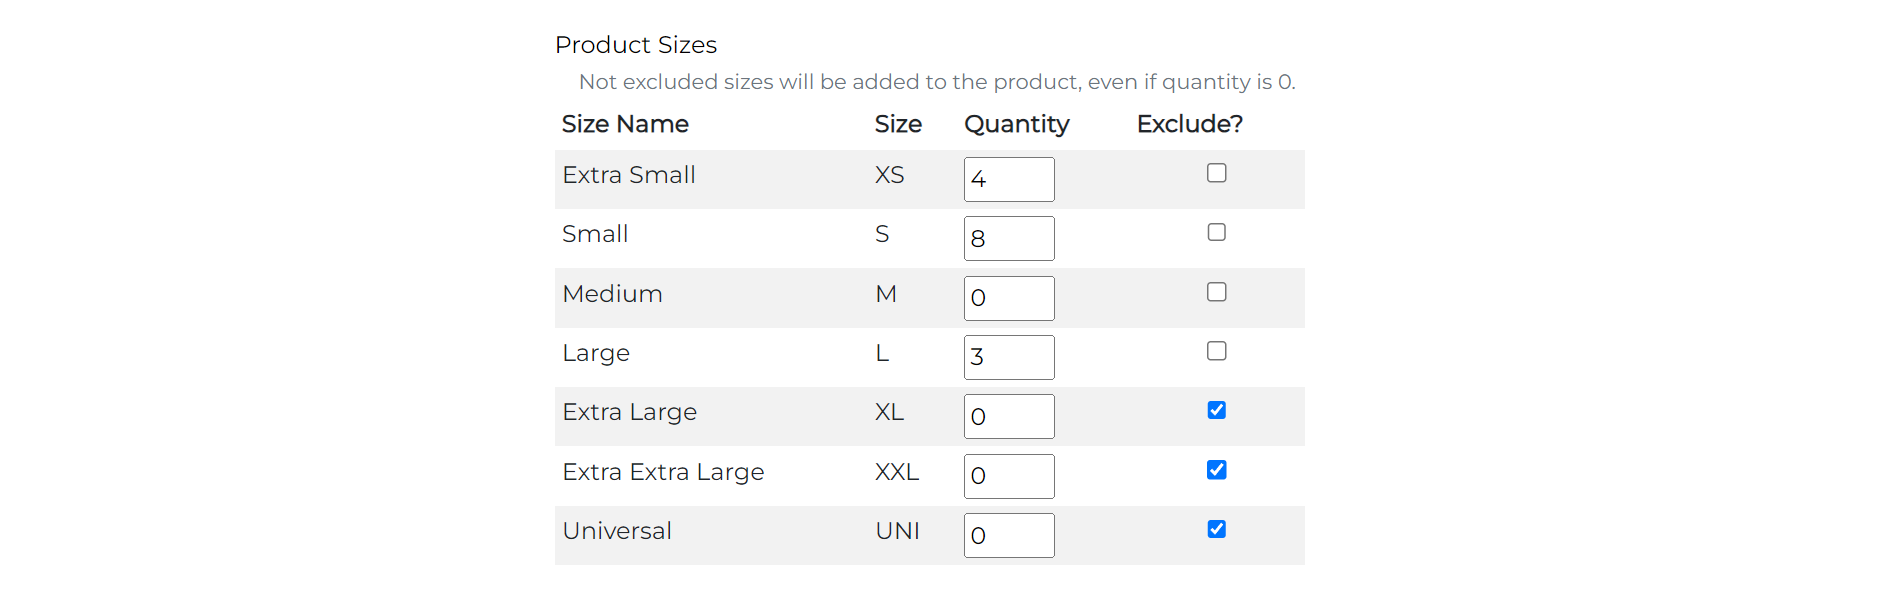 Product Sizes
Not excluded sizes will be added to the product, even if quantity is 0.
Size Name Size Quantity Exclude?
Extra Small XS 4
Small S 8
Medium M 0
Large L 3
Extra Large XL 0
Extra Extra Large XXL 0
Universal UNI 0